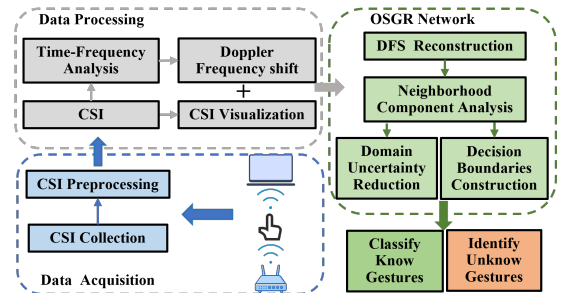 Data Processing
Time-Frequency
Analysis
Doppler
Frequency shift
+
CSI
CSI Visualization
OSGR Network
DFS Reconstruction
Neighborhood
Component Analysis
Domain
Uncertainty
Reduction
Decision
Boundaries
Construction
CSI Preprocessing
CSI Collection
Data Acquisition
Classify
Know
Gestures
Identify
Unknow
Gestures